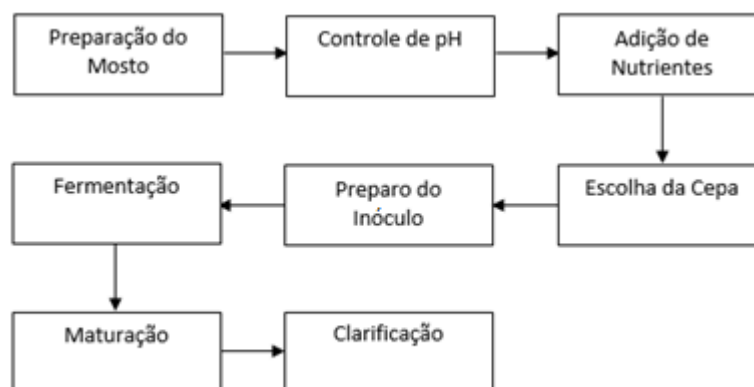 Preparação do
Mosto
Controle de pH
Adição de
Nutrientes
Escolha da Cepa
Preparo do
Inóculo
Fermentação
Maturação
Clarificação